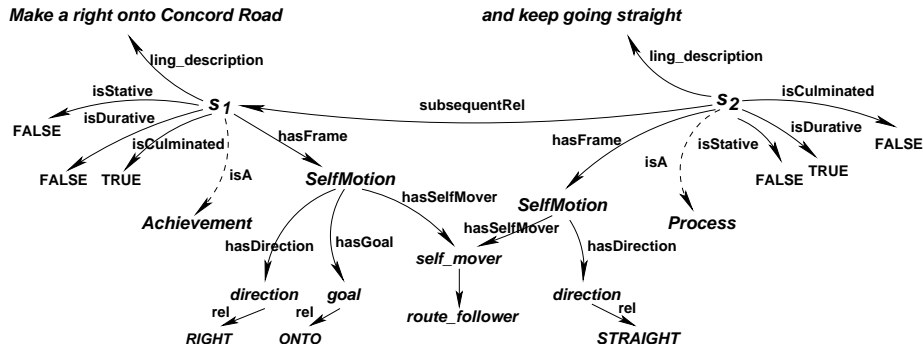 Make a right onto Concord Road
and keep going straight
ling_description
ling_description
isStative
s1
subsequentRel
s2
isCulminated
FALSE
isDurative
hasFrame
hasFrame
isDurative
FALSE
isCulminated
isStative
FALSE
TRUE
isA
isA
FALSE
TRUE
SelfMotion
SelfMotion
Achievement
hasSelfMover
hasSelfMover
Process
hasDirection
hasGoal
hasDirection
self_mover
direction
goal
direction
rel
rel
route_follower
rel
RIGHT
ONTO
STRAIGHT